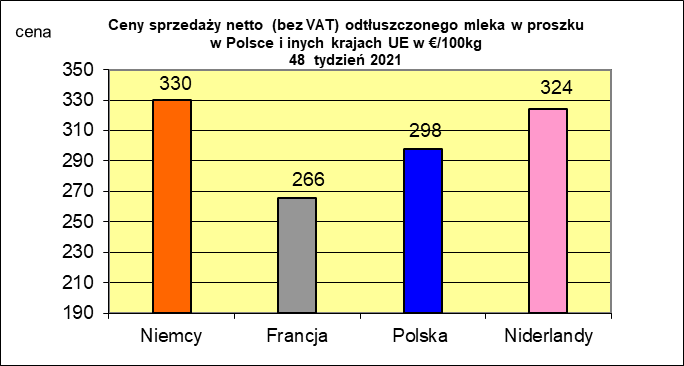 Ceny sprzedaży netto (bez VAT) odtłuszczonego mleka w proszku
w Polsce i inych krajach UE w €/100kg
48 tydzień 2021
cena
350
330
310
290
270
250
230
210
190
330
266
298
324
Niemcy
Francja
Polska
Niderlandy